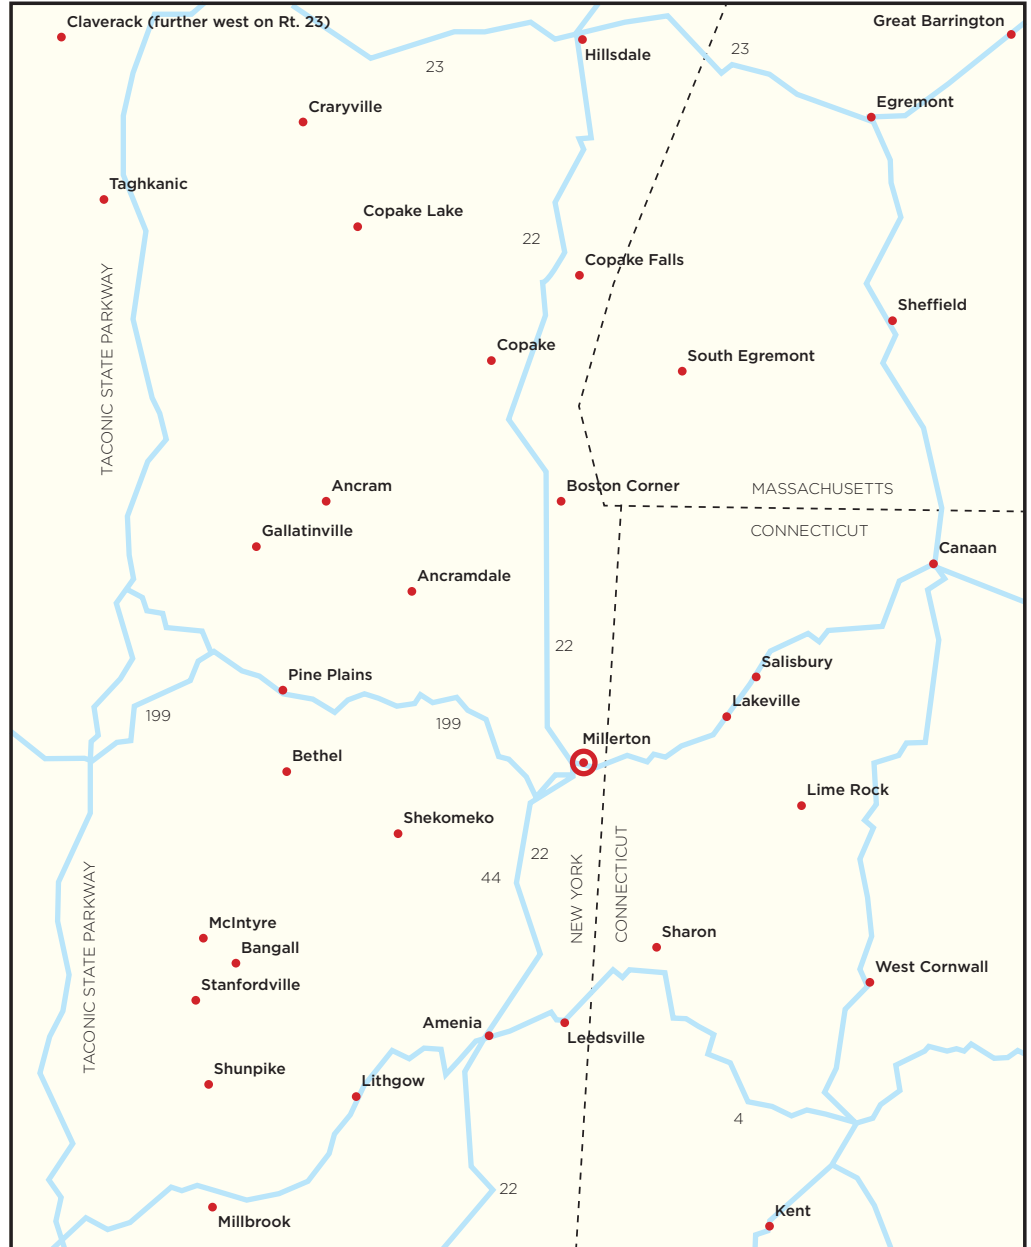 Claverack (further west on Rt. 23)
Great Barrington
Hillsdale
23
23
Egremont
Craryville
Taghkanic
Copake Lake
22
Copake Falls
TACONIC STATE PARKWAY
Sheffield
Copake
South Egremont
Ancram
Boston Corner
MASSACHUSETTS
Gallatinville
CONNECTICUT
Canaan
Ancramdale
22
Salisbury
Pine Plains
Lakeville
199
199
Millerton
Bethel
Lime Rock
Shekomeko
22
44
NEW YORK
CONNECTICUT
TACONIC STATE PARKWAY
McIntyre
Sharon
Bangall
West Cornwall
Stanfordville
Amenia
Leedsville
Shunpike
Lithgow
4
22
Kent
Millbrook